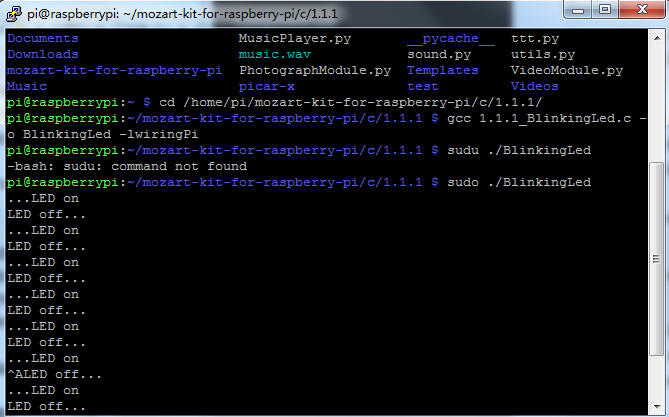 pi@raspberrypi: ~/mozart-kit-for-raspberry-pi/c/1.1.1
Documents MusicPlayer.py __pycache__ ttt.py
Downloads music.wav sound.py utils.py
mozart-kit-for-raspberry-pi PhotographModule.py Templates VideoModule.py
Music picar-x test Videos
pi@raspberrypi:~ $ cd /home/pi/mozart-kit-for-raspberry-pi/c/1.1.1/
pi@raspberrypi:~/mozart-kit-for-raspberry-pi/c/1.1.1 $ gcc 1.1.1_BlinkingLed.c -
o BlinkingLed -lwiringPi
pi@raspberrypi:~/mozart-kit-for-raspberry-pi/c/1.1.1 $ sudu ./BlinkingLed
-bash: sudu: command not found
pi@raspberrypi:~/mozart-kit-for-raspberry-pi/c/1.1.1 $ sudo ./BlinkingLed
...LED on
LED off...
...LED on
LED off...
...LED on
LED off...
...LED on
LED off...
...LED on
LED off...
...LED on
^ALED off...
...LED on
LED off...